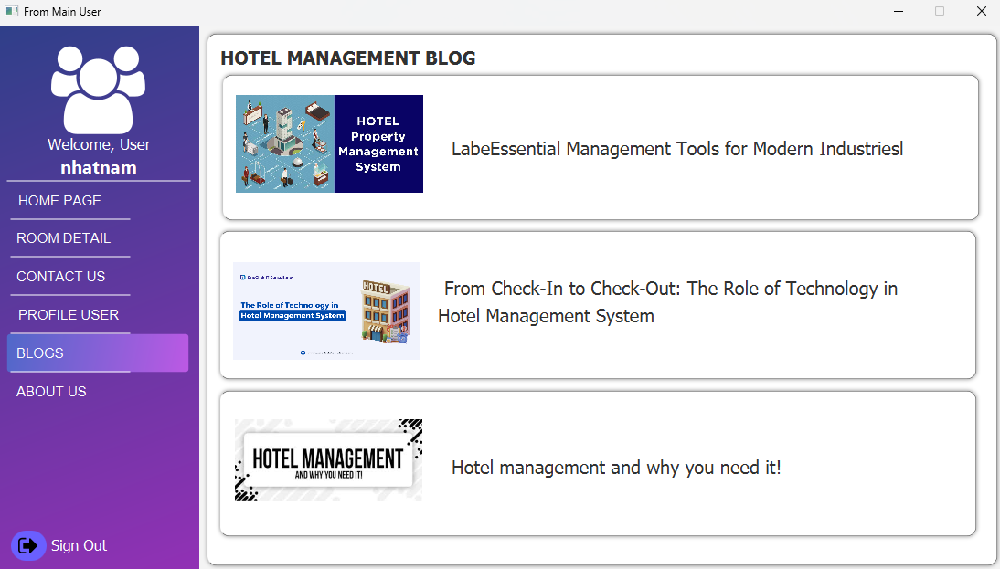 From Main User
Welcome, User
nhatnam
HOME PAGE
ROOM DETAIL
CONTACT US
PROFILE USER
BLOGS
ABOUT US
Sign Out
HOTEL MANAGEMENT BLOG
HOTEL
Property
Management
System
LabeEssential Management Tools for Modern Industriesl
The Role of Technology in
Hotel Management System
HOTEL
From Check-In to Check-Out: The Role of Technology in
Hotel Management System
HOTEL MANAGEMENT
AND WHY YOU NEED IT!
Hotel management and why you need it!